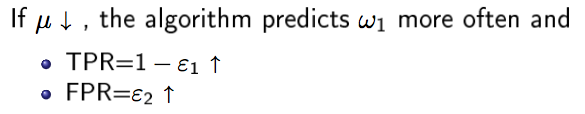 If μ ↓ , the algorithm predicts ω₁ more often and
• TPR=1 − ε₁ ↑
• FPR=ε₂ ↑